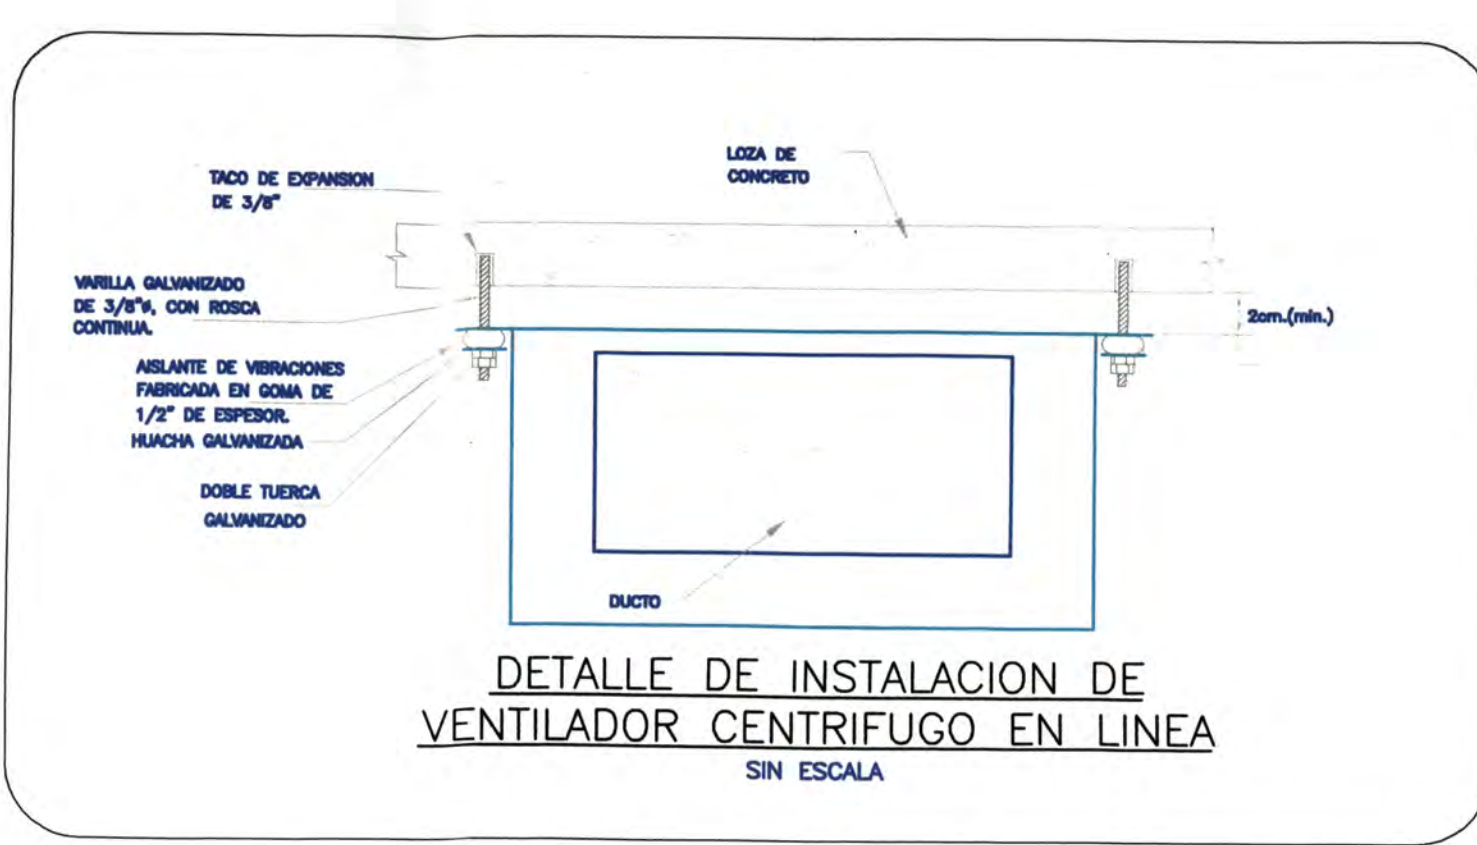 LOZA DE
CONCRETO
TACO DE EXPANSION
DE 3/8"
VARILLA GALVANIZADO
DE 3/8"ø, CON ROSCA
CONTINUA.
2cm.(min.)
AISLANTE DE VIBRACIONES
FABRICADA EN GOMA DE
1/2" DE ESPESOR.
HUACHA GALVANIZADA
DOBLE TUERCA
GALVANIZADO
DUCTO
DETALLE DE INSTALACION DE
VENTILADOR CENTRIFUGO EN LINEA
SIN ESCALA